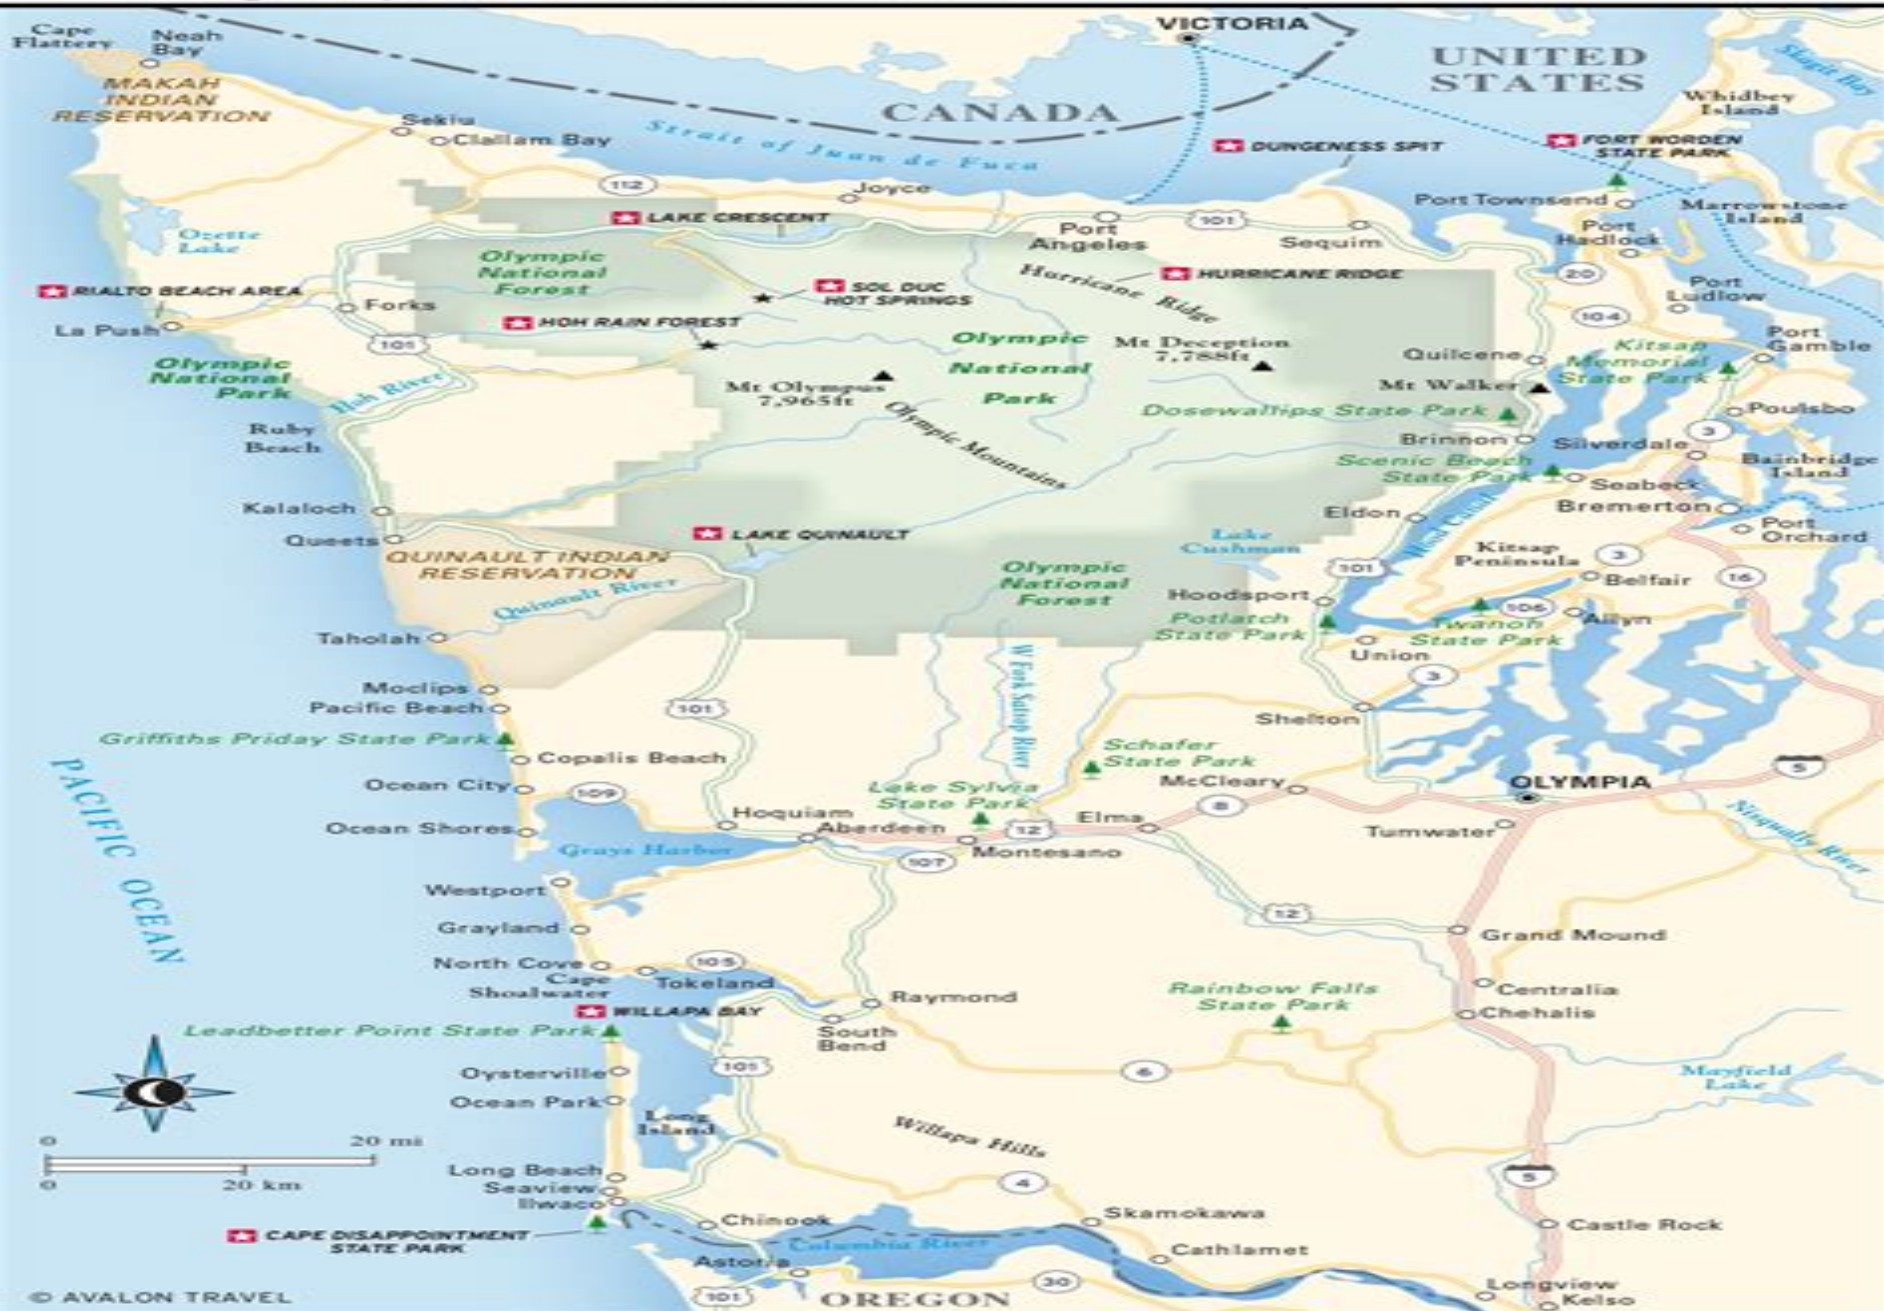 Cape
Flattery
Neah
Bay
MAKAH
INDIAN
RESERVATION
VICTORIA
UNITED
STATES
Skagit Bay
Whidbey
Island
CANADA
Sekiu
Clallam Bay
Strait of Juan de Fuca
DUNGENESS SPIT
FORT WORDEN
STATE PARK
112
Joyce
Port Townsend
Marrowstone
Island
LAKE CRESCENT
Port
Angeles
101
Sequim
Port
Hadlock
Ozette
Lake
Olympic
National
Forest
Hurricane Ridge
HURRICANE RIDGE
20
RIALTO BEACH AREA
Forks
SOL DUC
HOT SPRINGS
Port
Ludlow
La Push
HOH RAIN FOREST
104
101
Olympic
National
Park
Mt Deception
7,788ft
Port
Gamble
Kitsap
Memorial
State Park
Quilcene
Olympic
National
Park
Hoh River
Mt Olympus
7,965ft
Mt Walker
Dosewallips State Park
Poulsbo
Olympic Mountains
Ruby
Beach
Brinnon
Silverdale
3
Scenic Beach
State Park
Bainbridge
Island
Seabeck
Kalaloch
Eldon
Bremerton
Hood Canal
Port
Orchard
Queets
LAKE QUINAULT
Lake
Cushman
Kitsap
Peninsula
3
QUINAULT INDIAN
RESERVATION
Olympic
National
Forest
101
Belfair
16
Quinault River
Hoodsport
106
Allyn
Potlatch
State Park
Twanoh
State Park
Taholah
W Fork Satsop River
Union
3
Moclips
Pacific Beach
101
Shelton
Griffiths Priday State Park
Copalis Beach
Schafer
State Park
PACIFIC OCEAN
Ocean City
109
Lake Sylvia
State Park
McCleary
OLYMPIA
5
Hoquiam
8
Nisqually River
Ocean Shores
Aberdeen
12
Elma
Tumwater
Grays Harbor
107
Montesano
Westport
Grayland
12
Grand Mound
North Cove
105
Cape
Shoalwater
Tokeland
Raymond
Rainbow Falls
State Park
Centralia
WILLAPA BAY
Chehalis
Leadbetter Point State Park
South
Bend
Oysterville
101
6
Mayfield
Lake
Ocean Park
Long
Island
Willapa Hills
0 20 mi
0 20 km
Long Beach
Seaview
Ilwaco
4
5
Chinook
Skamokawa
Castle Rock
CAPE DISAPPOINTMENT
STATE PARK
Columbia River
Cathlamet
Astoria
30
Longview
© AVALON TRAVEL
101
OREGON
Kelso